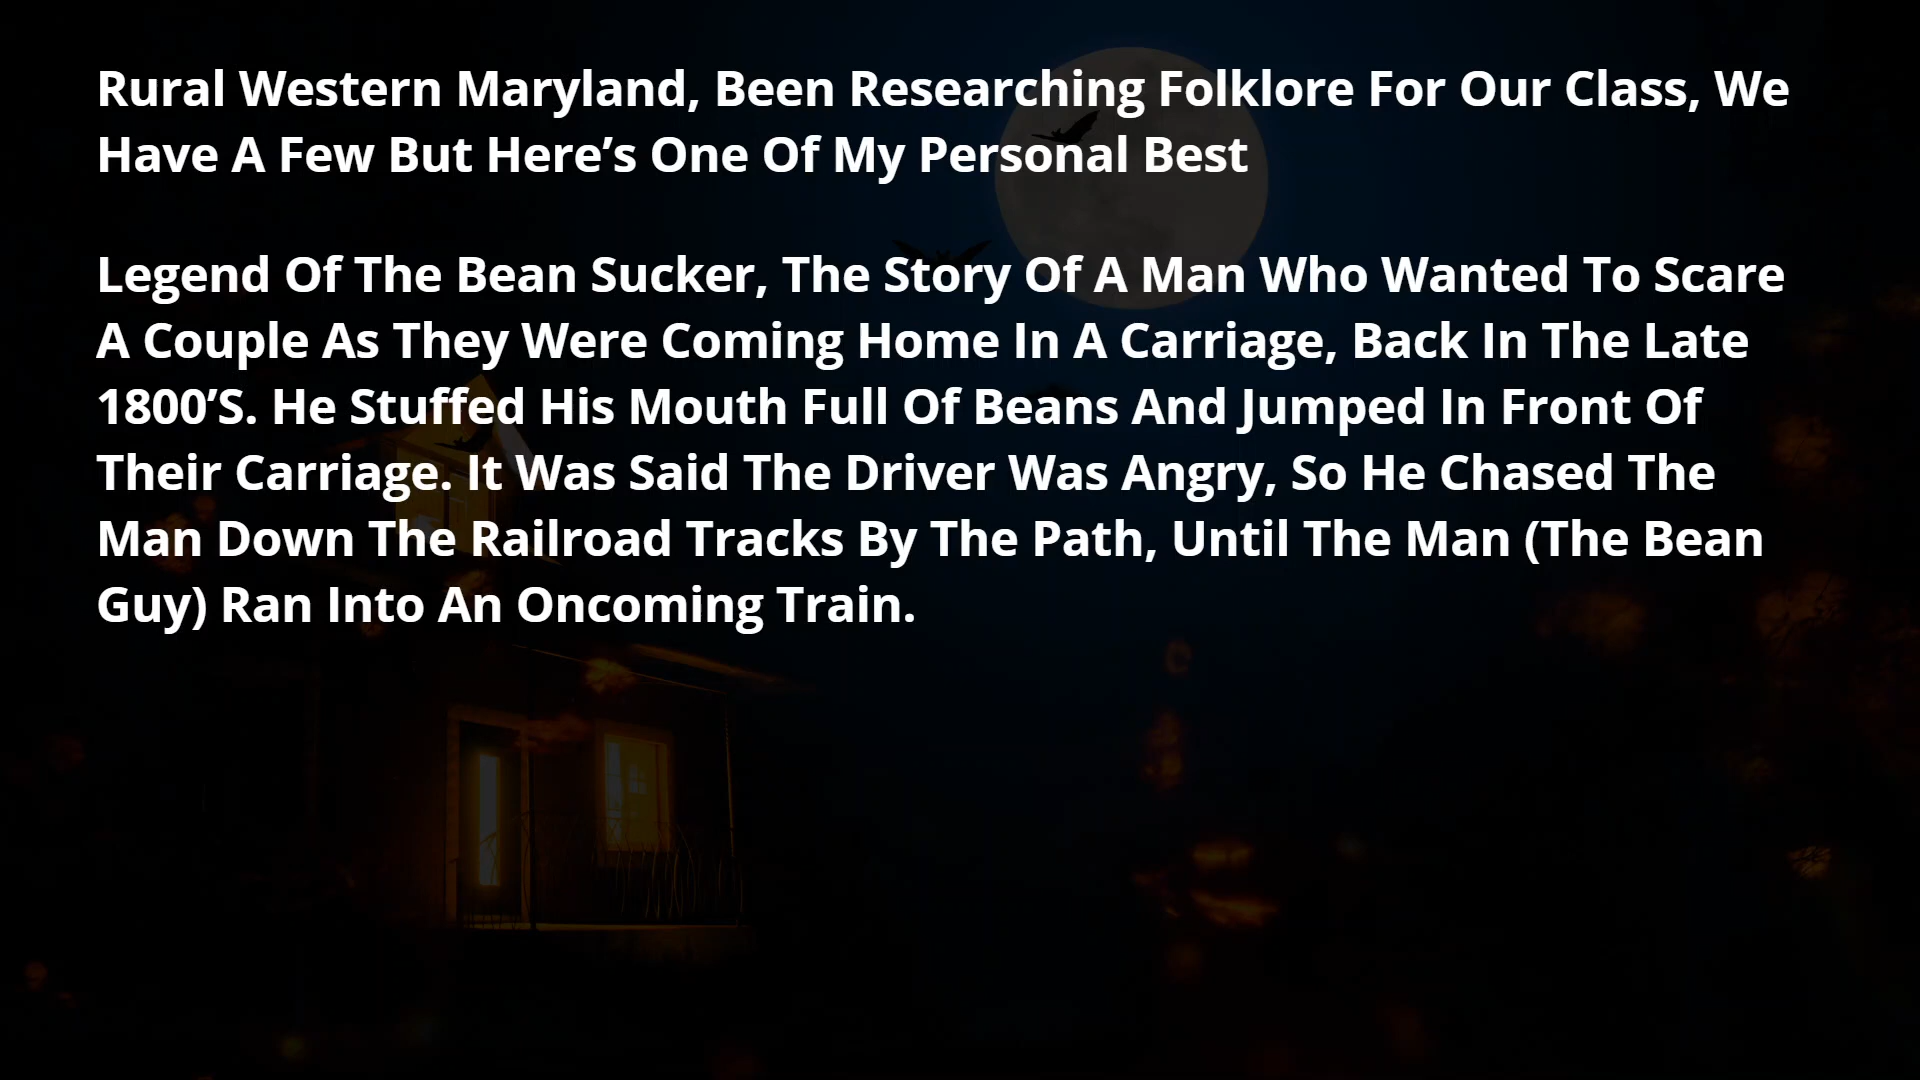 Rural Western Maryland, Been Researching Folklore For Our Class, We
Have A Few But Here’s One Of My Personal Best
Legend Of The Bean Sucker, The Story Of A Man Who Wanted To Scare
A Couple As They Were Coming Home In A Carriage, Back In The Late
1800’S. He Stuffed His Mouth Full Of Beans And Jumped In Front Of
Their Carriage. It Was Said The Driver Was Angry, So He Chased The
Man Down The Railroad Tracks By The Path, Until The Man (The Bean
Guy) Ran Into An Oncoming Train.